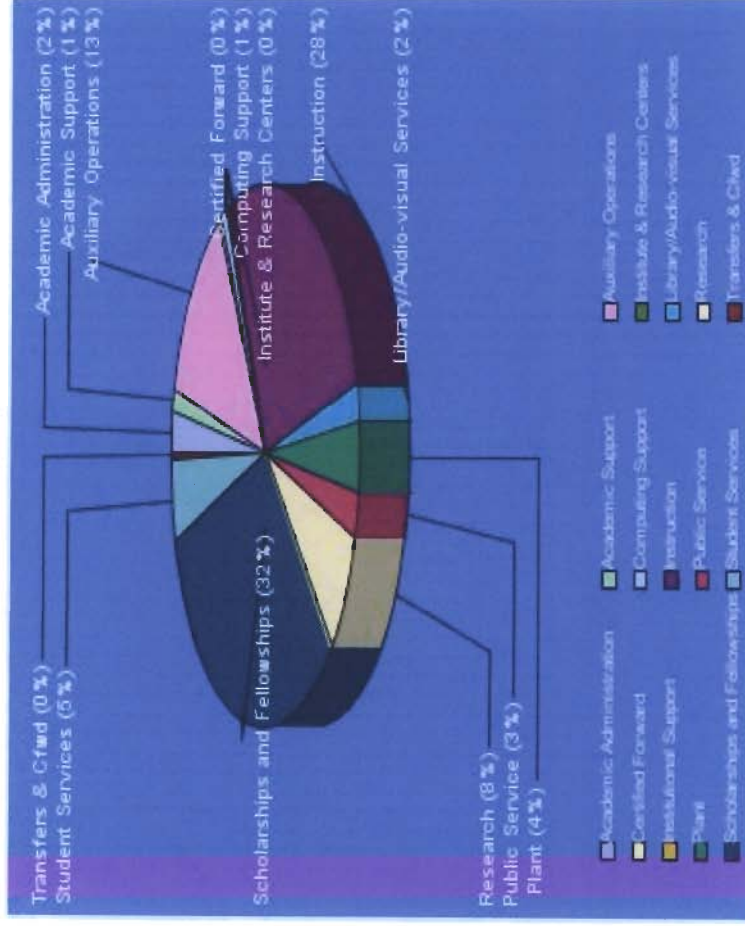 Academic Administration (2%)
Academic Support (1%)
Auxiliary Operations (13%)
Certified Forward (0%)
Computing Support (1%)
Institute & Research Centers (0%)
Instruction (28%)
Library/Audio-visual Services (2%)
Transfers & Cfwd (0%)
Student Services (5%)
Scholarships and Fellowships (32%)
Research (8%)
Public Service (3%)
Plant (4%)
Academic Administration
Academic Support
Auxiliary Operations
Certified Forward
Computing Support
Institute & Research Centers
Institutional Support
Instruction
Library/Audio-visual Services
Plant
Public Service
Research
Scholarships and Fellowships
Student Services
Transfers & Cfwd